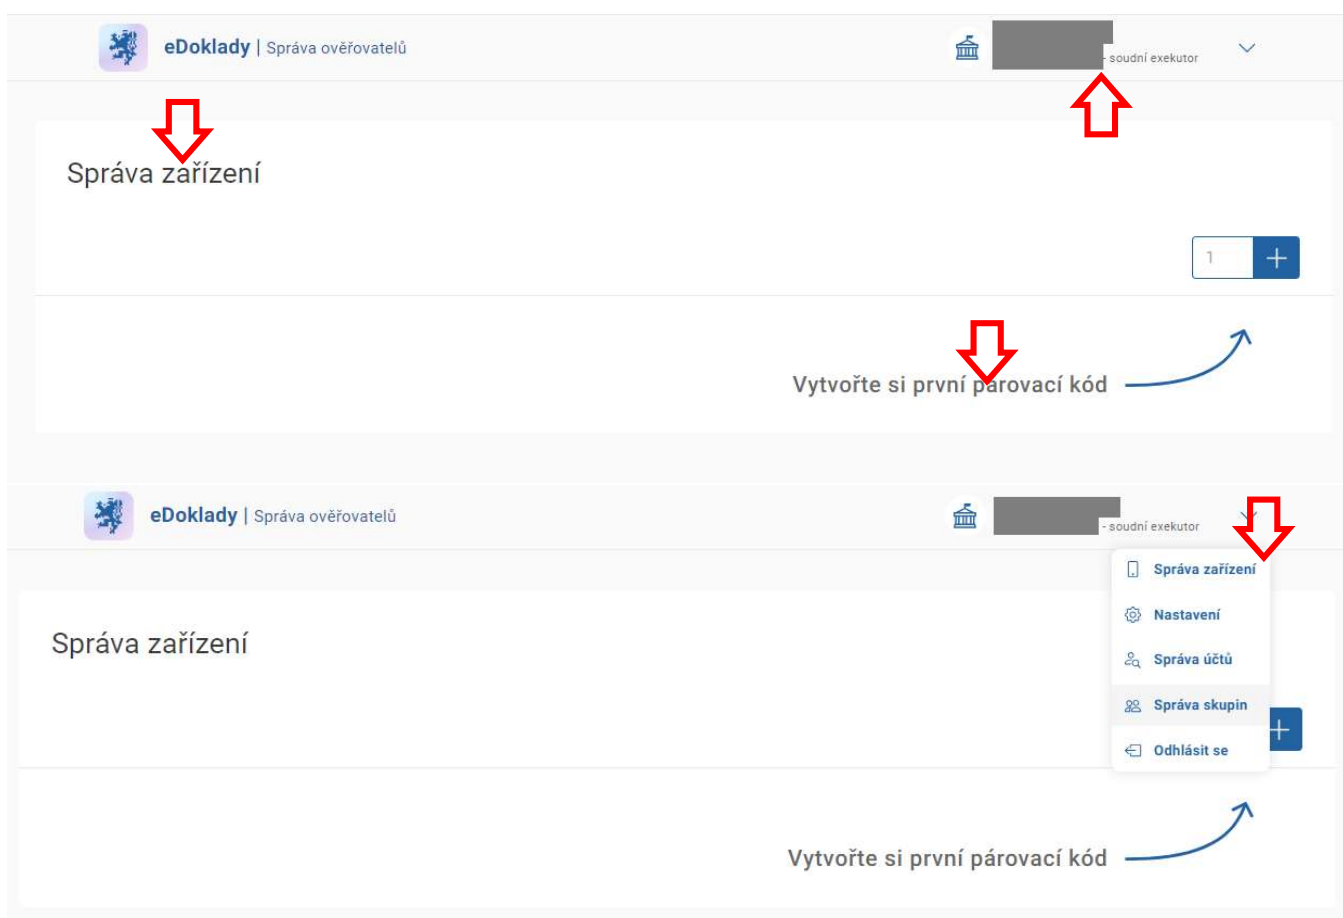 eDoklady | Správa ověřovatelů
- soudní exekutor
Správa zařízení
1
Vytvořte si první párovací kód
eDoklady | Správa ověřovatelů
- soudní exekutor
Správa zařízení
Nastavení
Správa zařízení
Správa účtů
Správa skupin
Odhlásit se
Vytvořte si první párovací kód